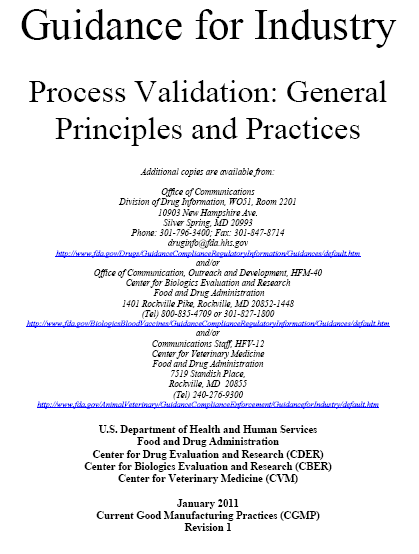 Guidance for Industry
Process Validation: General
Principles and Practices
Additional copies are available from:
Office of Communications
Division of Drug Information, WO51, Room 2201
10903 New Hampshire Ave.
Silver Spring, MD 20993
Phone: 301-796-3400; Fax: 301-847-8714
druginfo@fda.hhs.gov
http://www.fda.gov/Drugs/GuidanceComplianceRegulatoryInformation/Guidances/default.htm
and/or
Office of Communication, Outreach and Development, HFM-40
Center for Biologics Evaluation and Research
Food and Drug Administration
1401 Rockville Pike, Rockville, MD 20852-1448
(Tel) 800-835-4709 or 301-827-1800
http://www.fda.gov/BiologicsBloodVaccines/GuidanceComplianceRegulatoryInformation/Guidances/default.htm
and/or
Communications Staff, HFV-12
Center for Veterinary Medicine
Food and Drug Administration
7519 Standish Place,
Rockville, MD 20855
(Tel) 240-276-9300
http://www.fda.gov/AnimalVeterinary/GuidanceComplianceEnforcement/GuidanceforIndustry/default.htm
U.S. Department of Health and Human Services
Food and Drug Administration
Center for Drug Evaluation and Research (CDER)
Center for Biologics Evaluation and Research (CBER)
Center for Veterinary Medicine (CVM)
January 2011
Current Good Manufacturing Practices (CGMP)
Revision 1